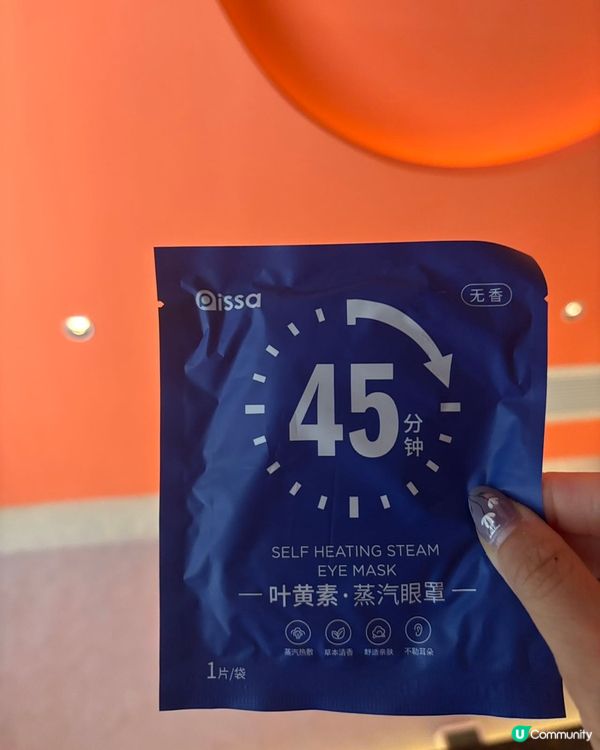 Qissa
无香
45
分
钟
SELF HEATING STEAM
EYE MASK
叶黄素·蒸汽眼罩
蒸汽热敷 草本清香 舒适亲肤 不勒耳朵
1片/袋
U Community